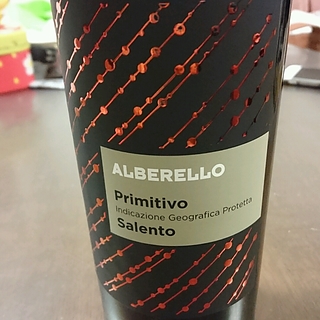 ALBERELLO
Primitivo
Indicazione Geografica Protetta
Salento